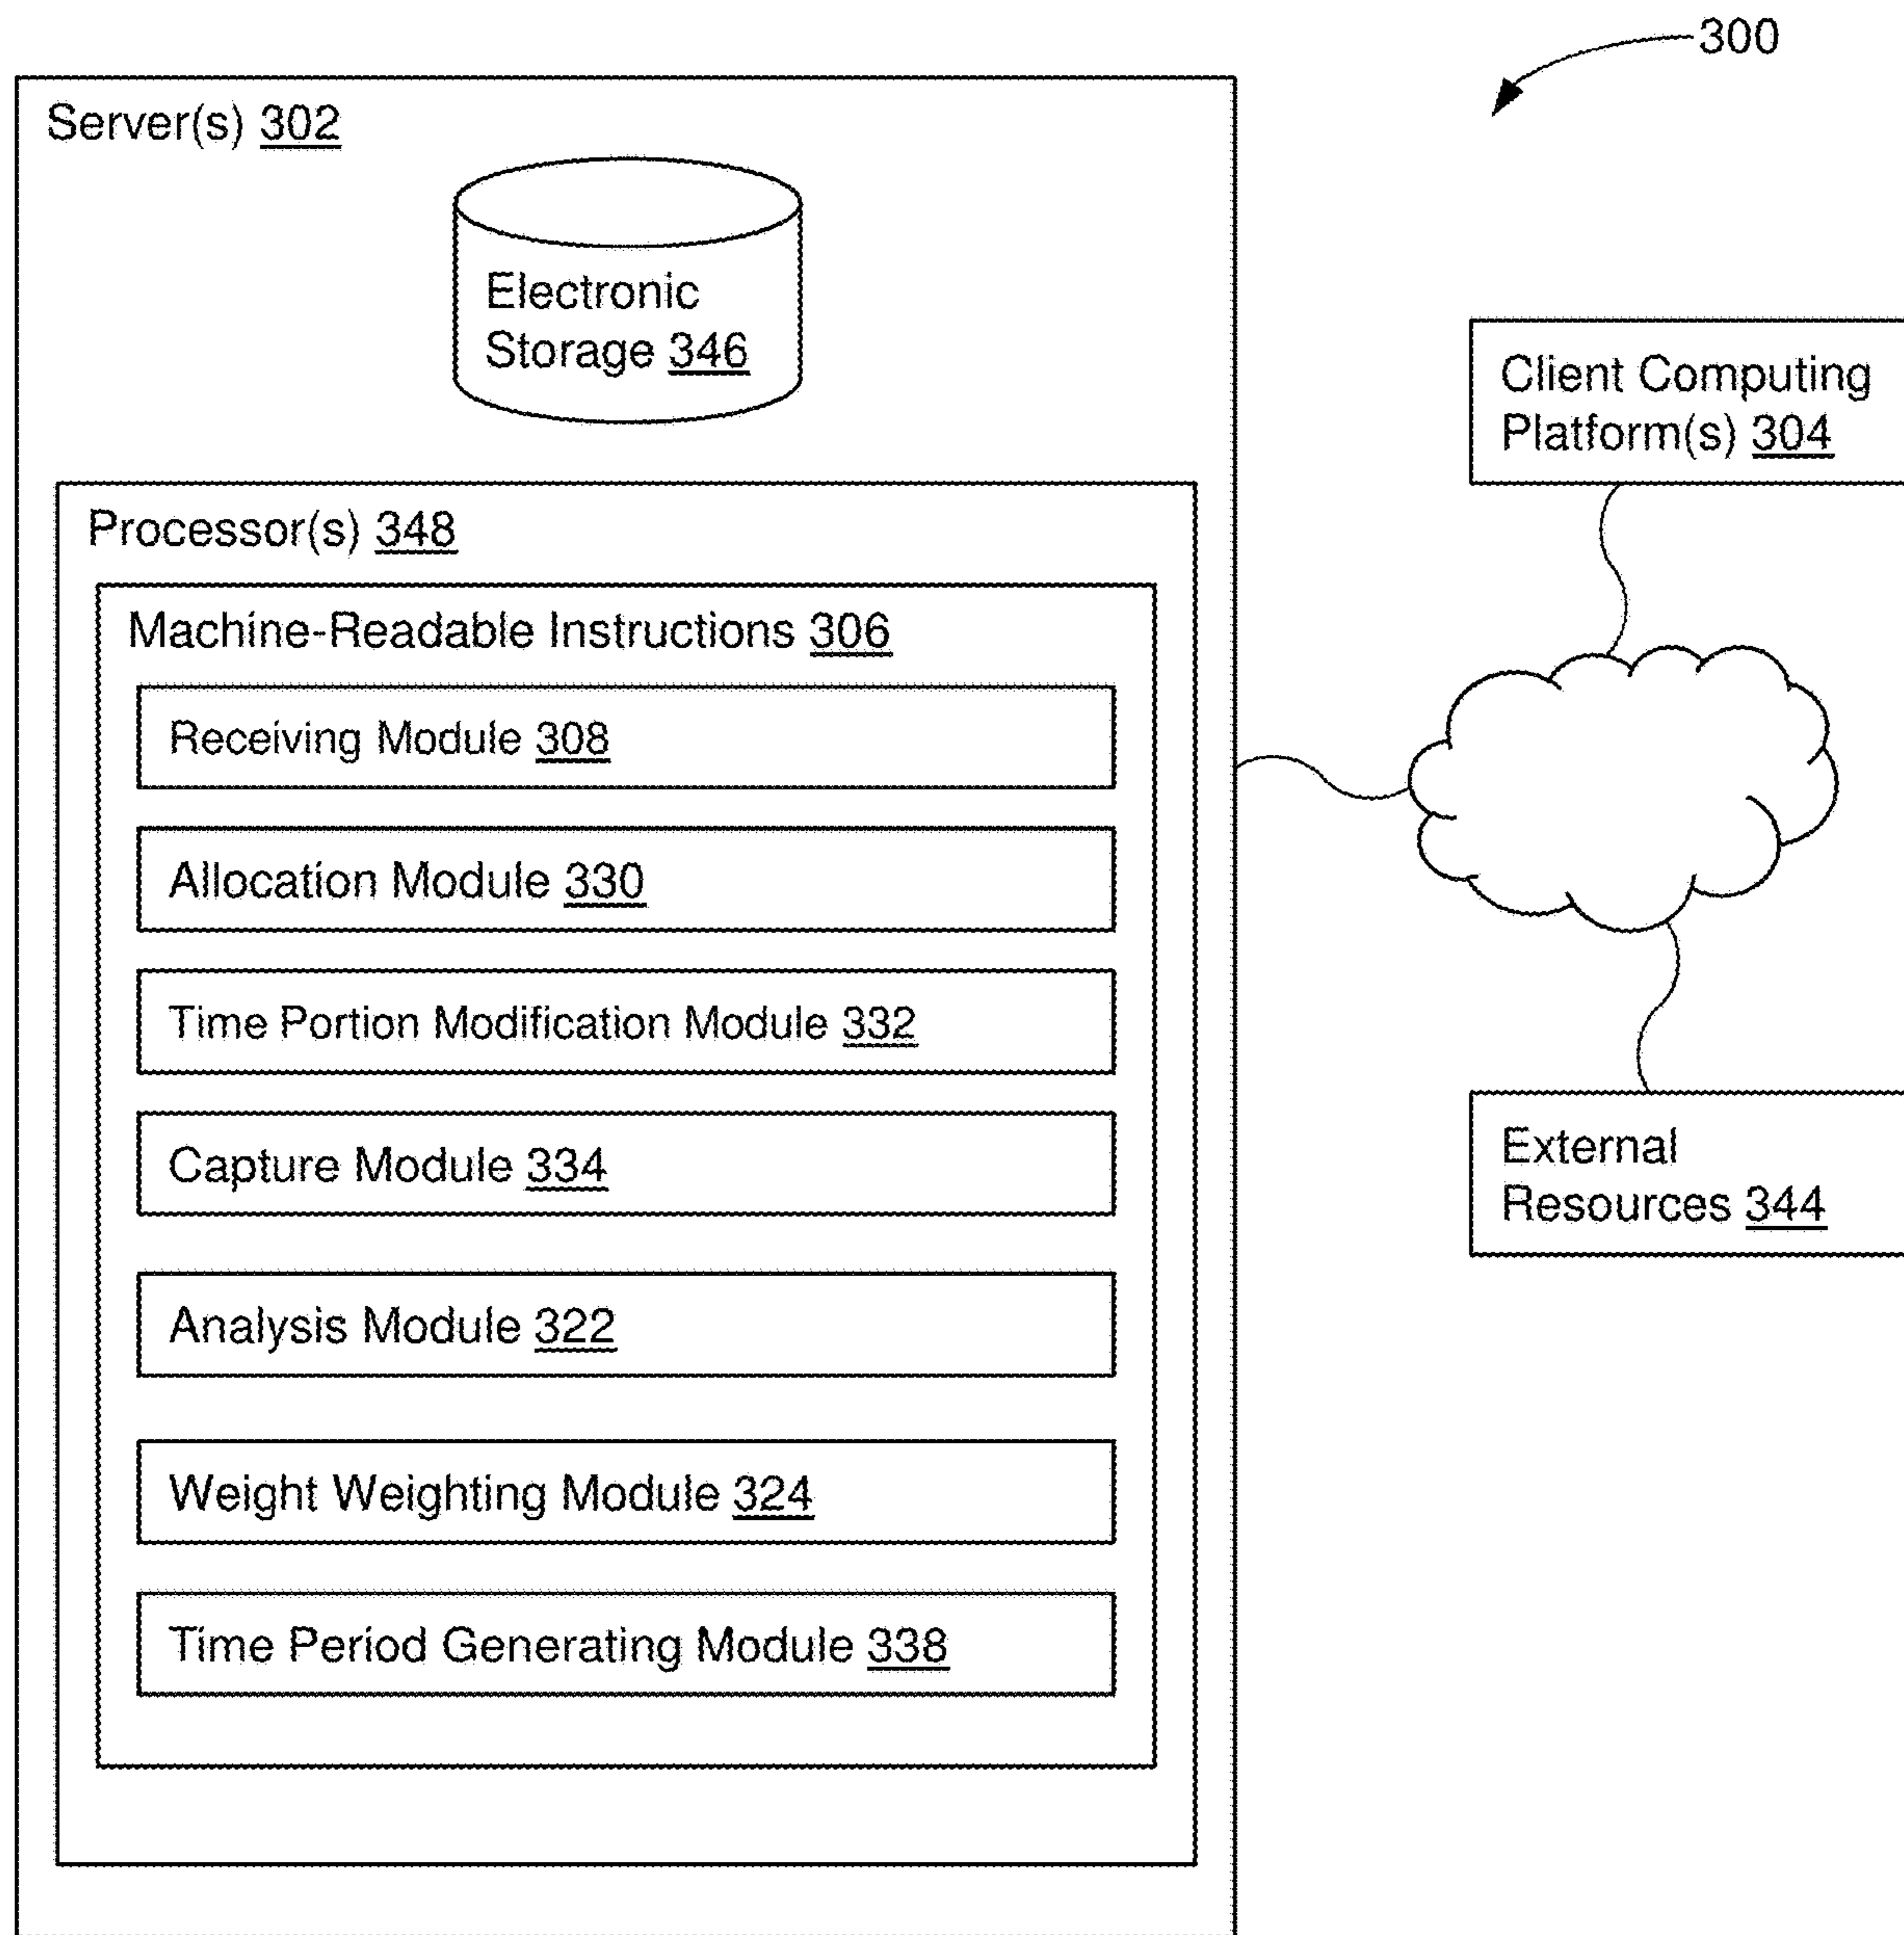 300
Server(s) 302
Electronic
Storage 346
Client Computing
Platform(s) 304
Processor(s) 348
Machine-Readable Instructions 306
Receiving Module 308
Allocation Module 330
Time Portion Modification Module 332
Capture Module 334
External
Resources 344
Analysis Module 322
Weight Weighting Module 324
Time Period Generating Module 338